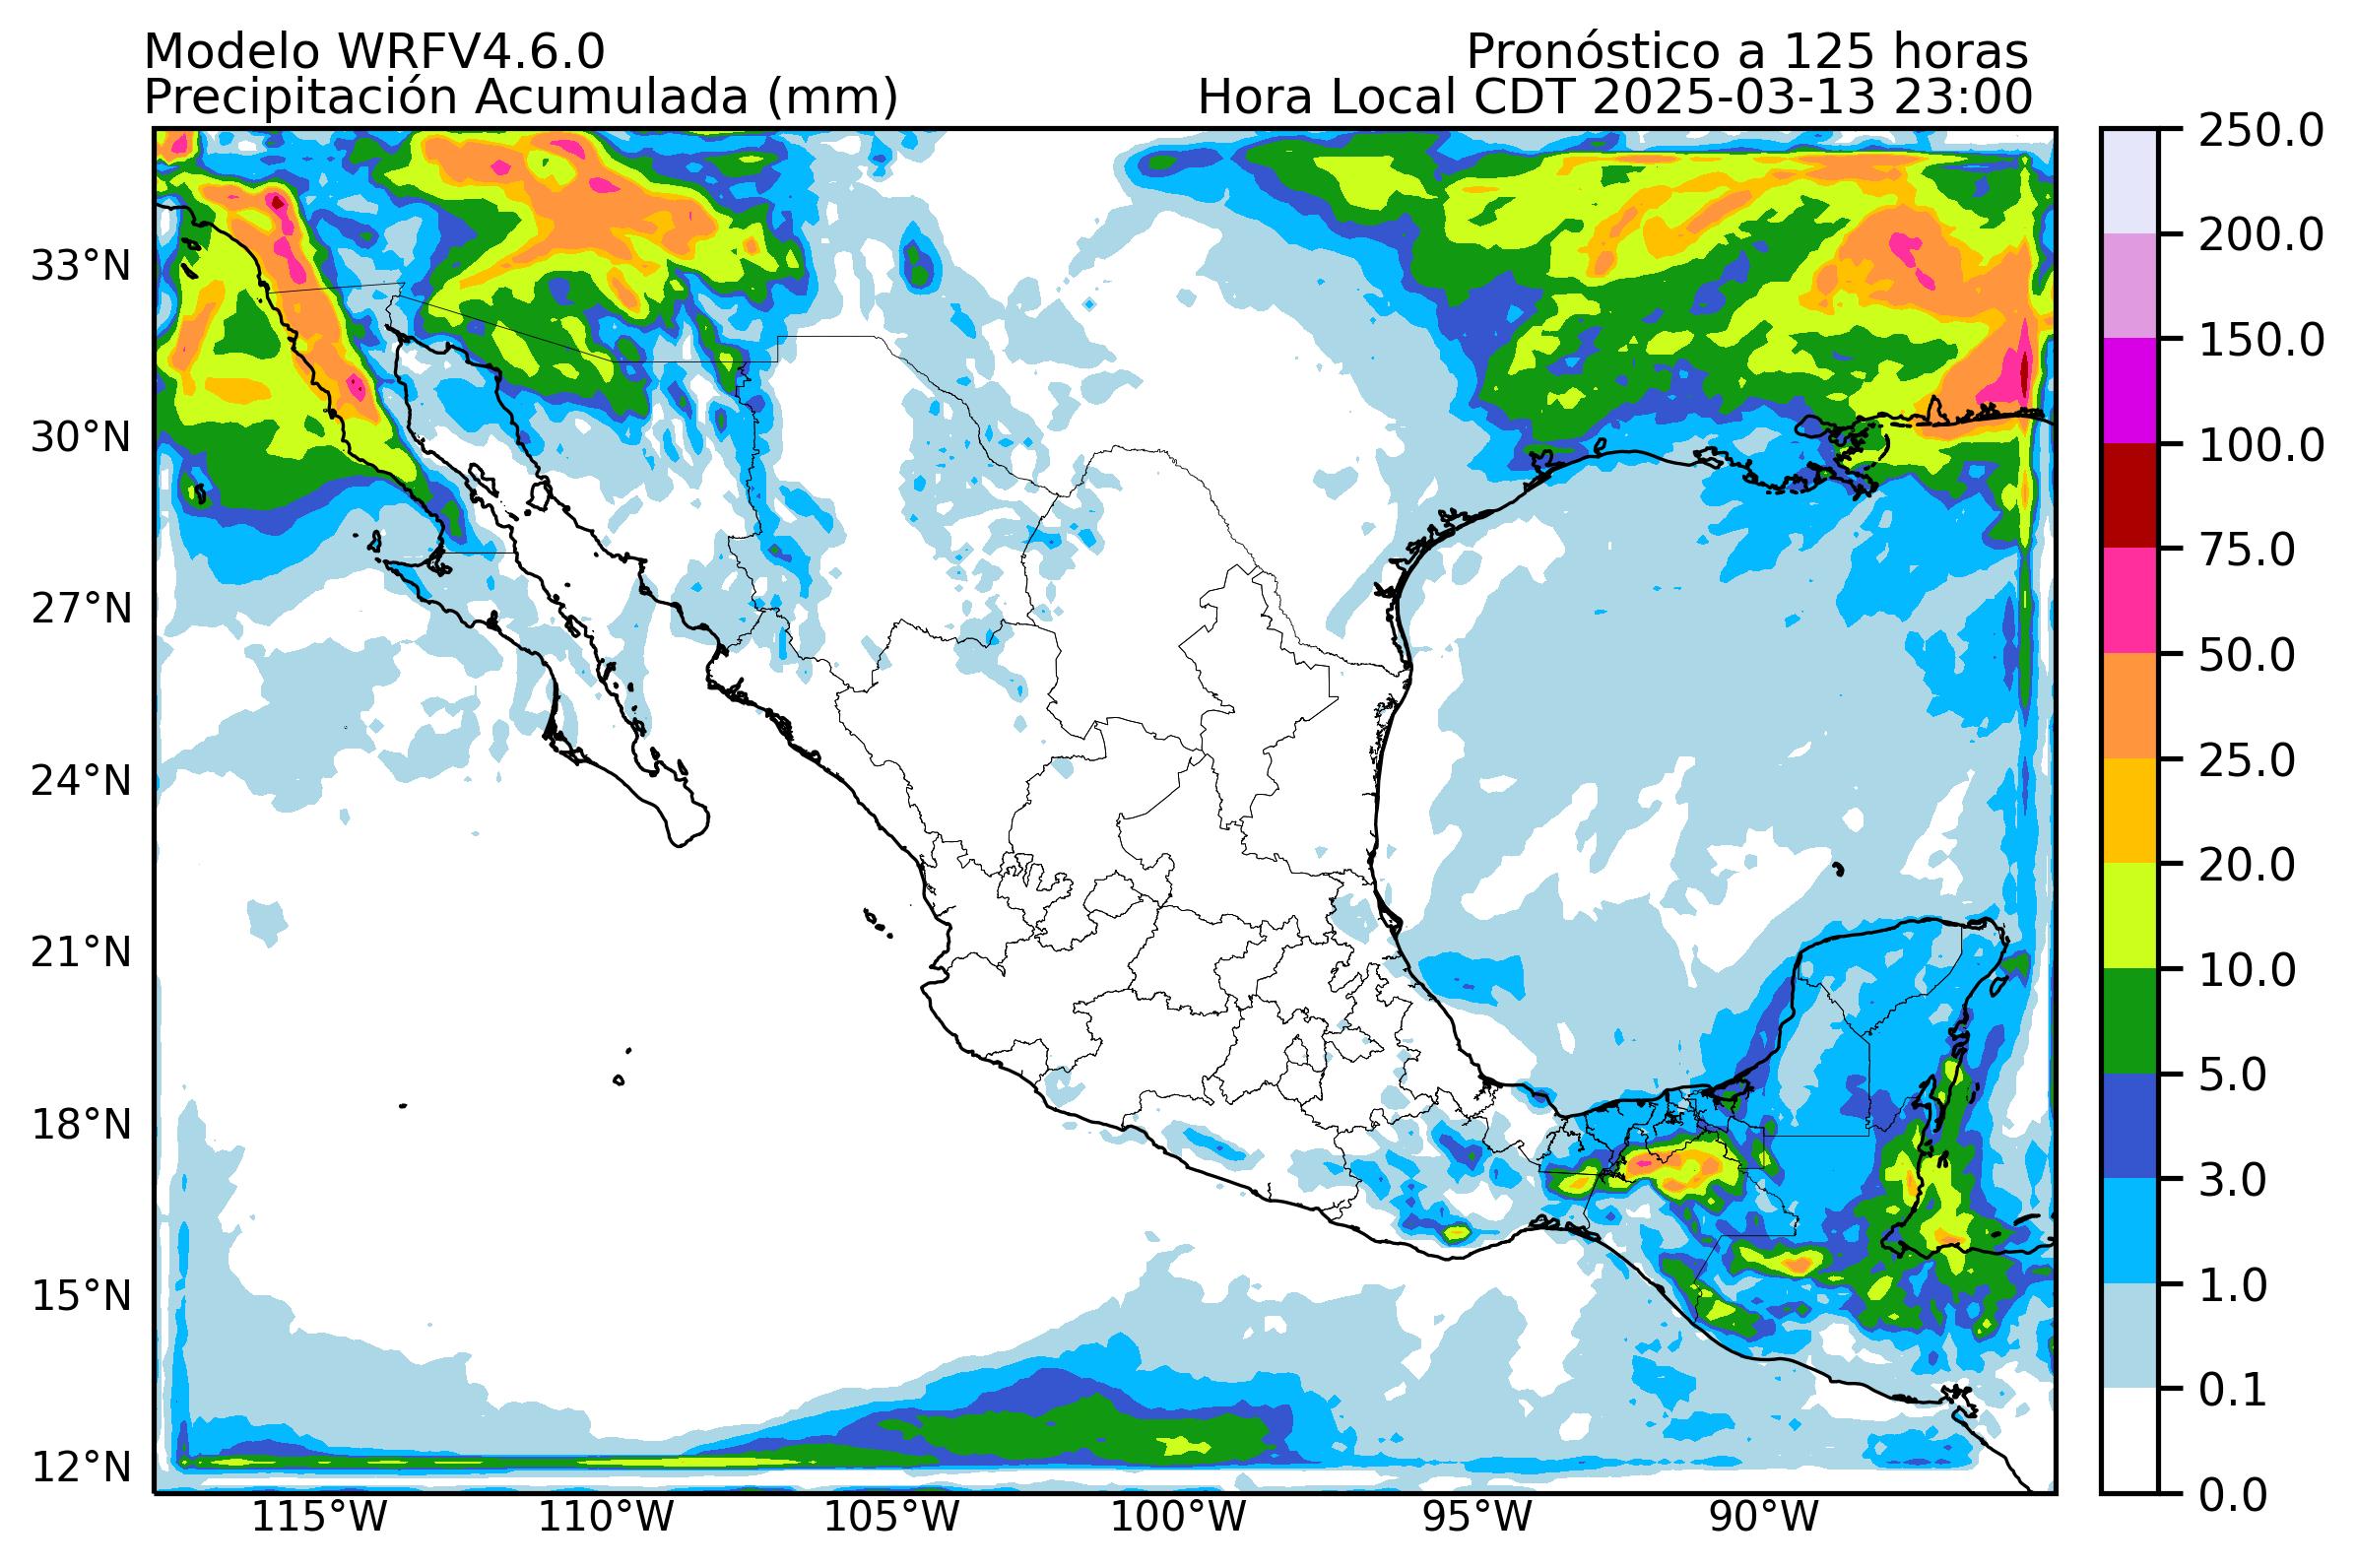 Modelo WRFV4.6.0
Pronóstico a 125 horas
Precipitación Acumulada (mm)
Hora Local CDT 2025-03-13 23:00
33°N
30°N
27°N
24°N
21°N
18°N
15°N
12°N
115°W
110°W
105°W
100°W
95°W
90°W
250.0
200.0
150.0
100.0
75.0
50.0
25.0
20.0
10.0
5.0
3.0
1.0
0.1
0.0